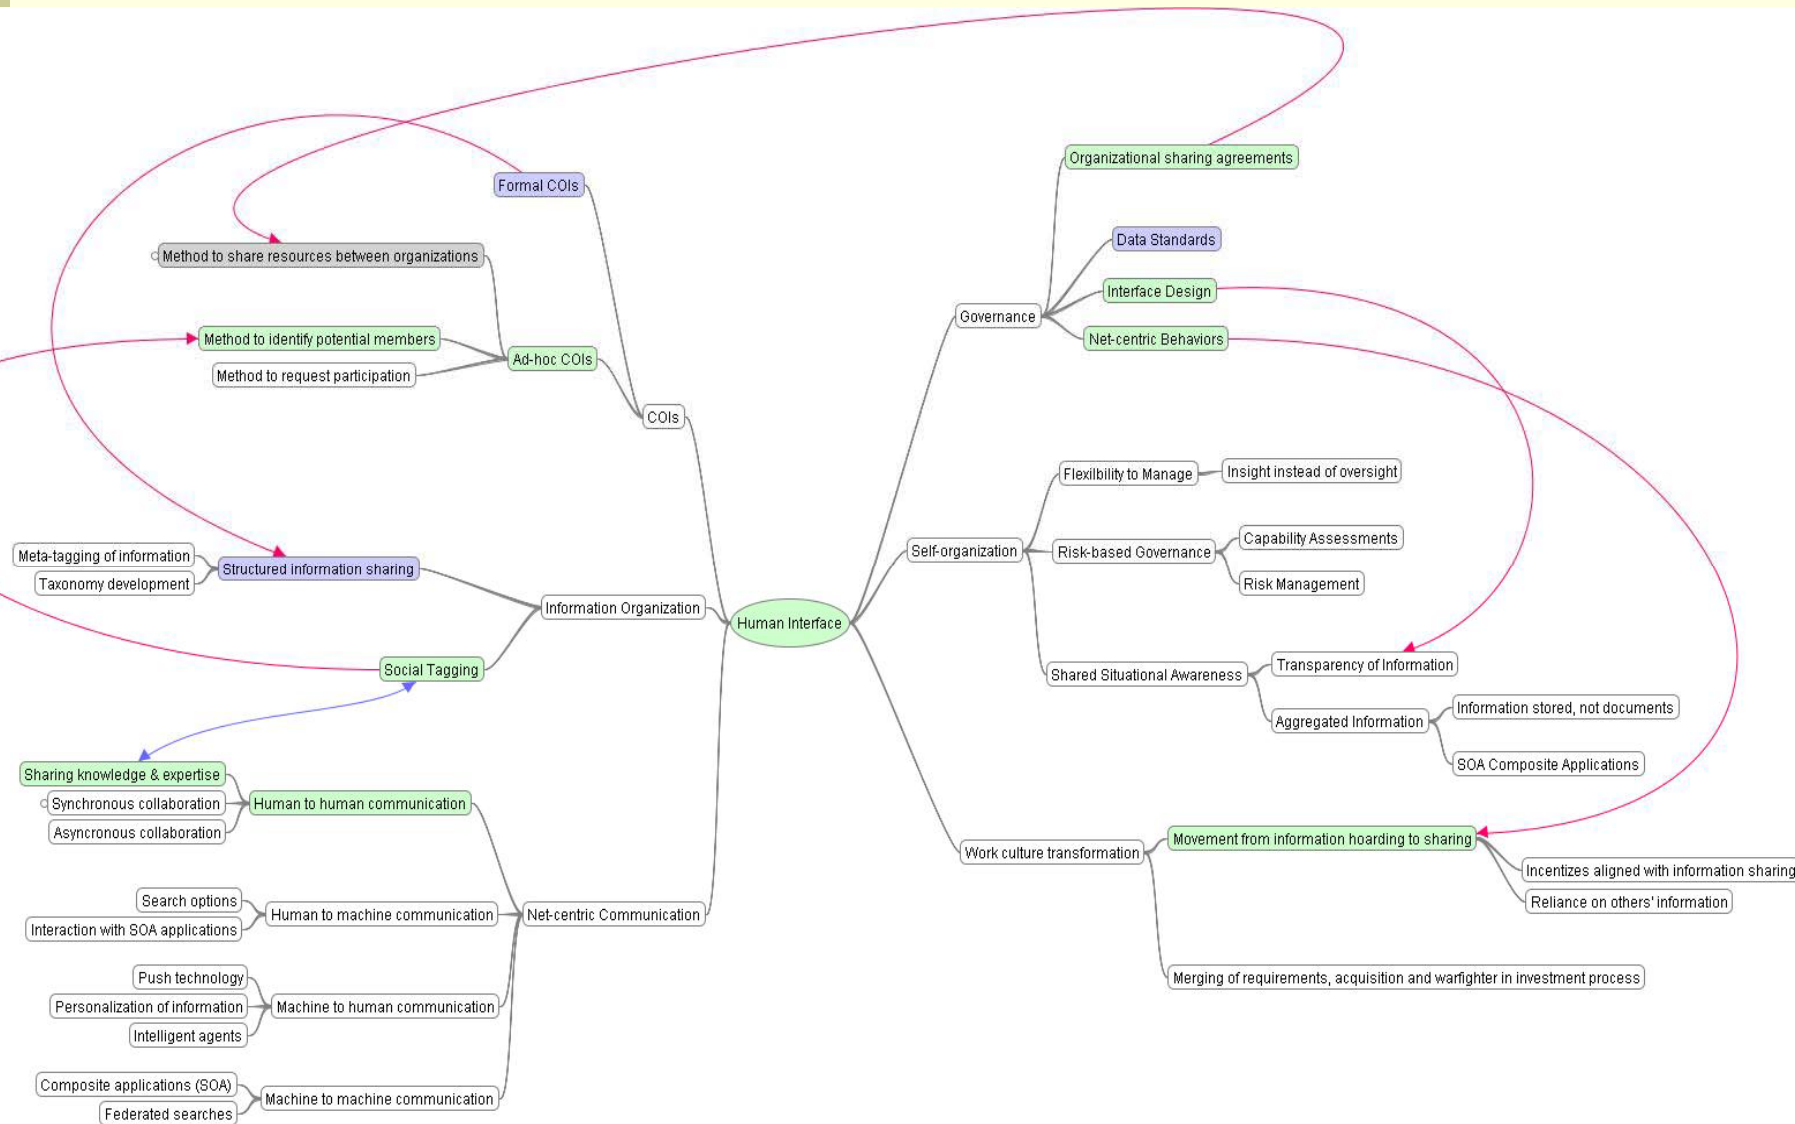 Organizational sharing agreements
Formal COIs
Data Standards
Method to share resources between organizations
Interface Design
Governance
Method to identify potential members
Net-centric Behaviors
Ad-hoc COIs
Method to request participation
COIs
Flexilbility to Manage
Insight instead of oversight
Capability Assessments
Self-organization
Risk-based Governance
Meta-tagging of information
Structured information sharing
Taxonomy development
Risk Management
Information Organization
Human Interface
Transparency of Information
Social Tagging
Shared Situational Awareness
Information stored, not documents
Aggregated Information
SOA Composite Applications
Sharing knowledge & expertise
Synchronous collaboration
Human to human communication
Asyncronous collaboration
Movement from information hoarding to sharing
Work culture transformation
Incentizes aligned with information sharing
Search options
Reliance on others' information
Human to machine communication
Net-centric Communication
Interaction with SOA applications
Push technology
Merging of requirements, acquisition and warfighter in investment process
Personalization of information
Machine to human communication
Intelligent agents
Composite applications (SOA)
Machine to machine communication
Federated searches